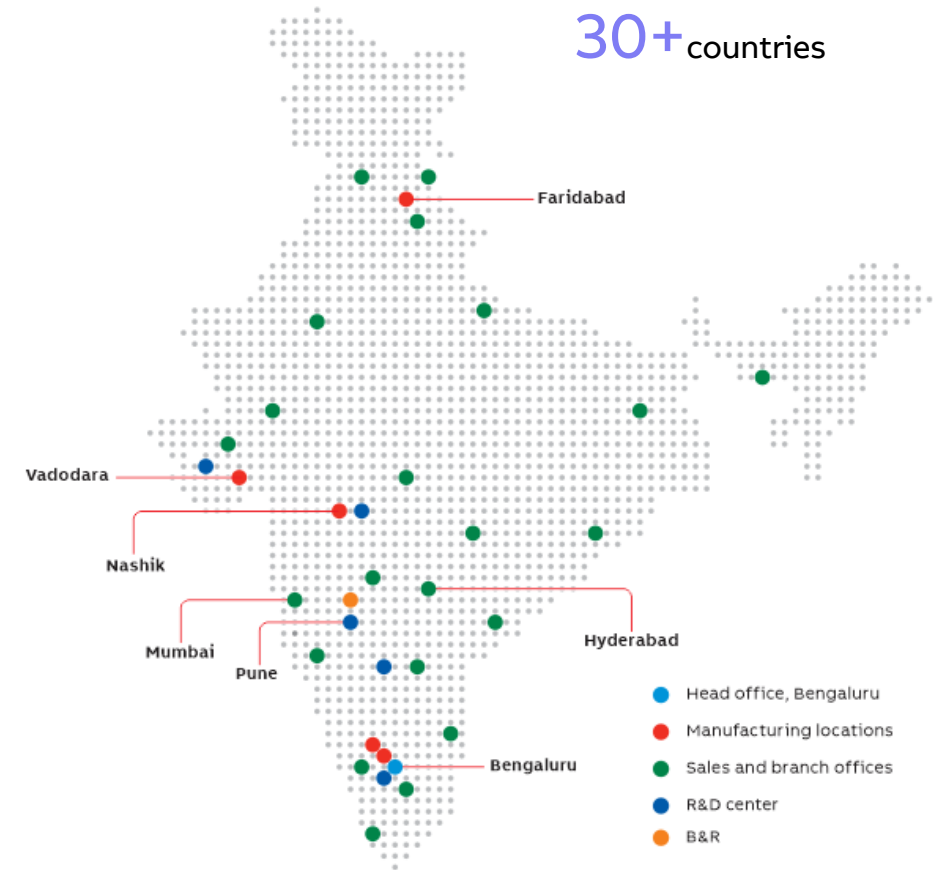 30+ countries
Faridabad
Vadodara
Nashik
Mumbai
Pune
Hyderabad
Bengaluru
Head office, Bengaluru
Manufacturing locations
Sales and branch offices
R&D center
B&R